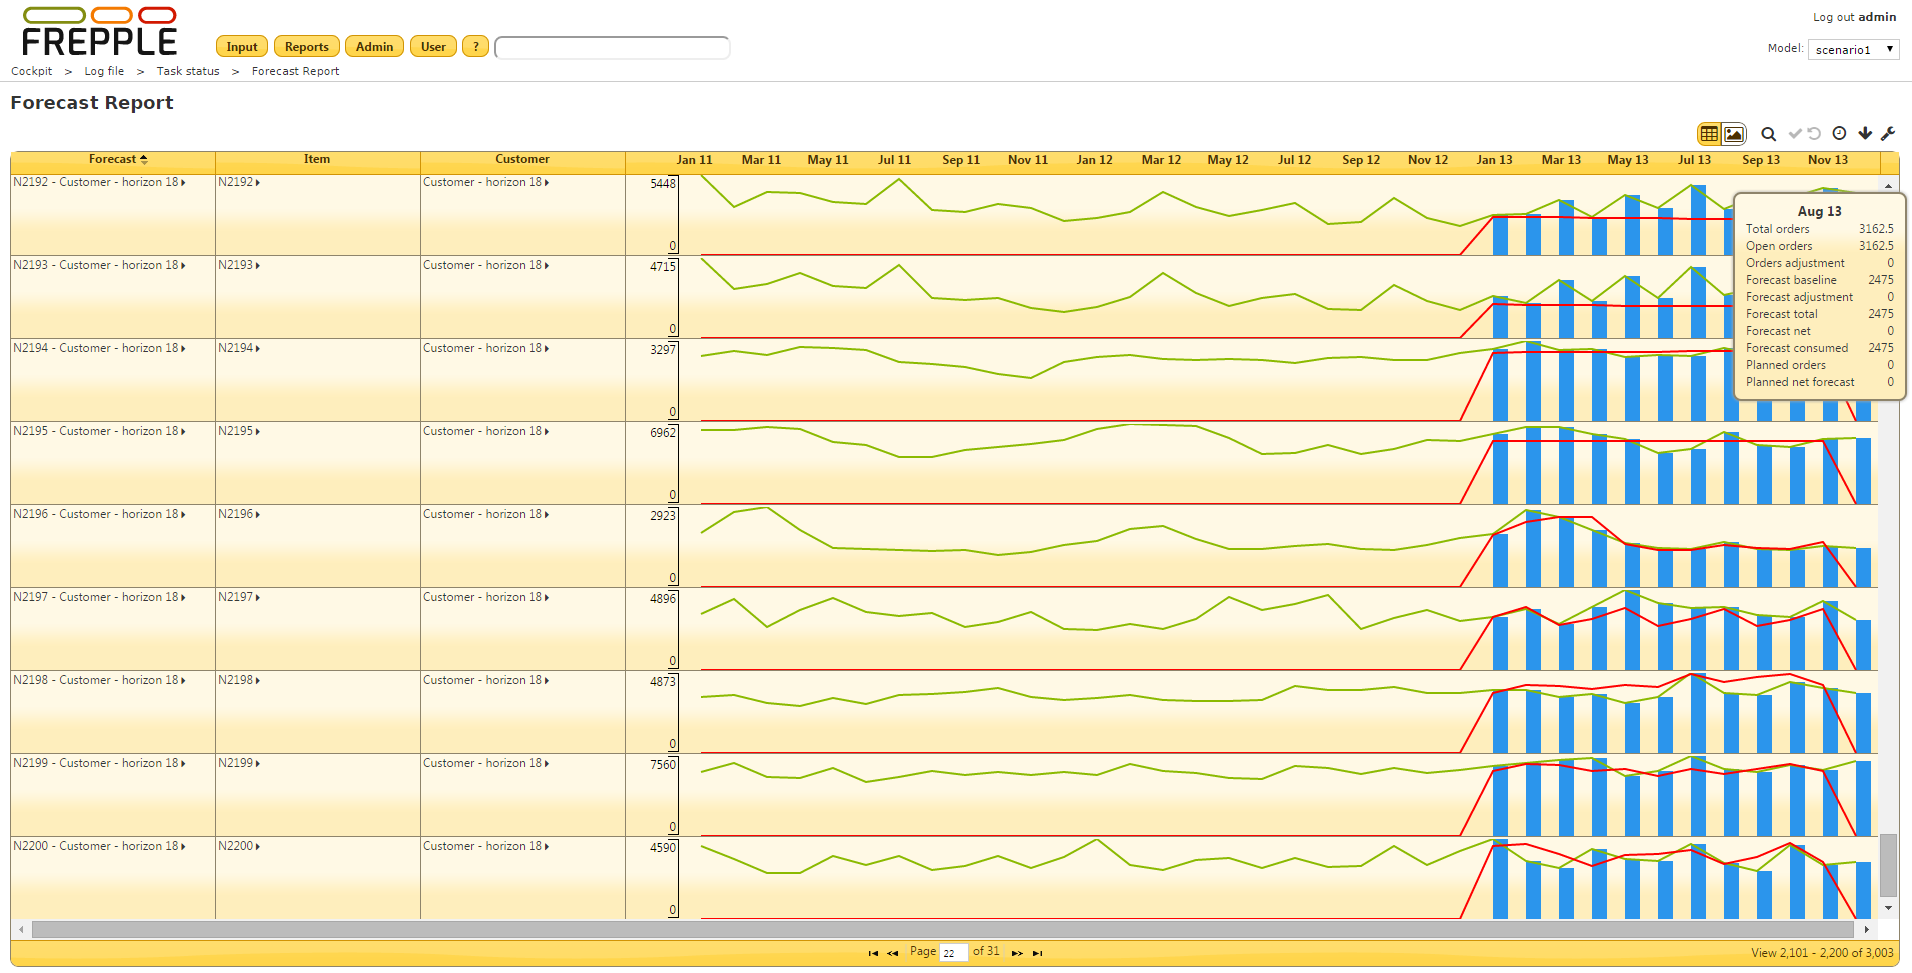 FREPPLE
Log out admin
Input Reports Admin User ?
Model: scenario1
Cockpit > Log file > Task status > Forecast Report
Forecast Report
Forecast Item Customer Jan 11 Mar 11 May 11 Jul 11 Sep 11 Nov 11 Jan 12 Mar 12 May 12 Jul 12 Sep 12 Nov 12 Jan 13 Mar 13 May 13 Jul 13 Sep 13 Nov 13
N2192 - Customer - horizon 18 N2192 Customer - horizon 18 5448
0
N2193 - Customer - horizon 18 N2193 Customer - horizon 18 4715
0
N2194 - Customer - horizon 18 N2194 Customer - horizon 18 3297
0
Aug 13
Total orders 3162.5
Open orders 3162.5
Orders adjustment 0
Forecast baseline 2475
Forecast adjustment 0
Forecast total 2475
Forecast net 0
Forecast consumed 2475
Planned orders 0
Planned net forecast 0
N2195 - Customer - horizon 18 N2195 Customer - horizon 18 6962
0
N2196 - Customer - horizon 18 N2196 Customer - horizon 18 2923
0
N2197 - Customer - horizon 18 N2197 Customer - horizon 18 4896
0
N2198 - Customer - horizon 18 N2198 Customer - horizon 18 4873
0
N2199 - Customer - horizon 18 N2199 Customer - horizon 18 7560
0
N2200 - Customer - horizon 18 N2200 Customer - horizon 18 4590
0
Page 22 of 31
View 2,101 - 2,200 of 3,003